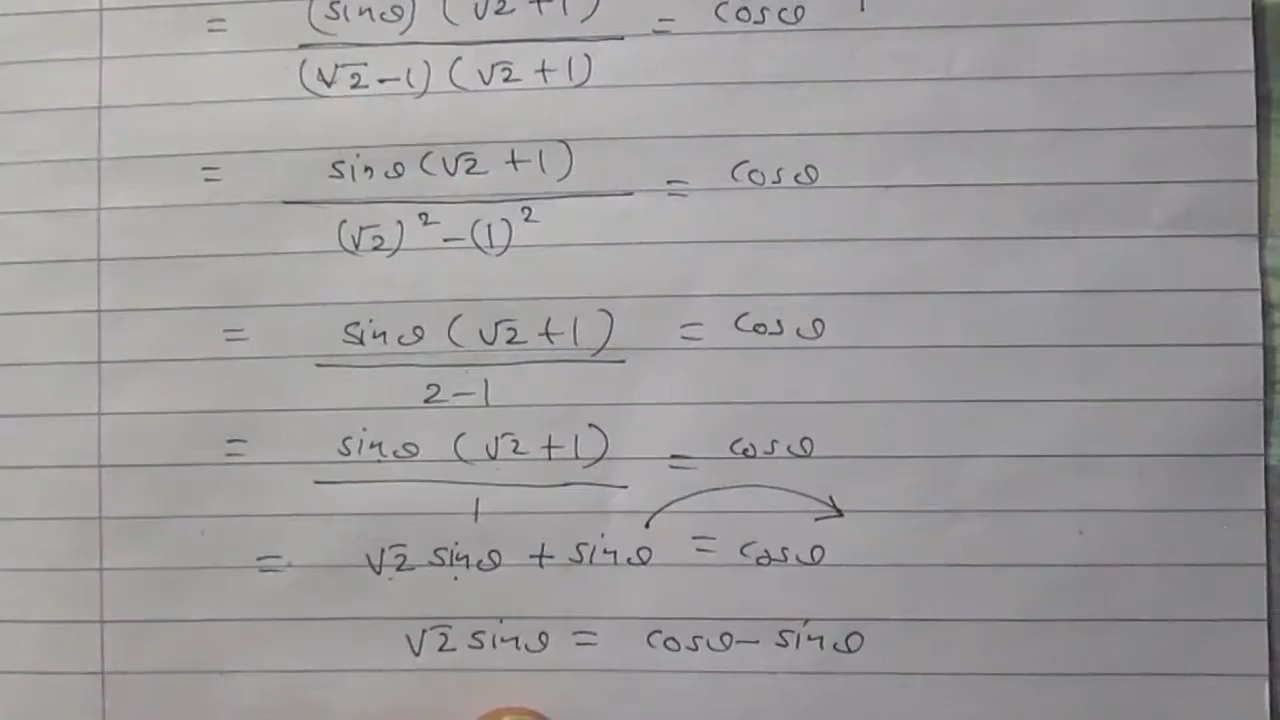 = (sinθ) (√2 +1) = cosθ
(√2 -1) (√2 +1)
= sinθ (√2 +1) = cosθ
(√2)² - (1)²
= sinθ (√2 +1) = cosθ
2-1
= sinθ (√2 +1) = cosθ
1
= √2 sinθ + sinθ = cosθ
√2 sinθ = cosθ - sinθ